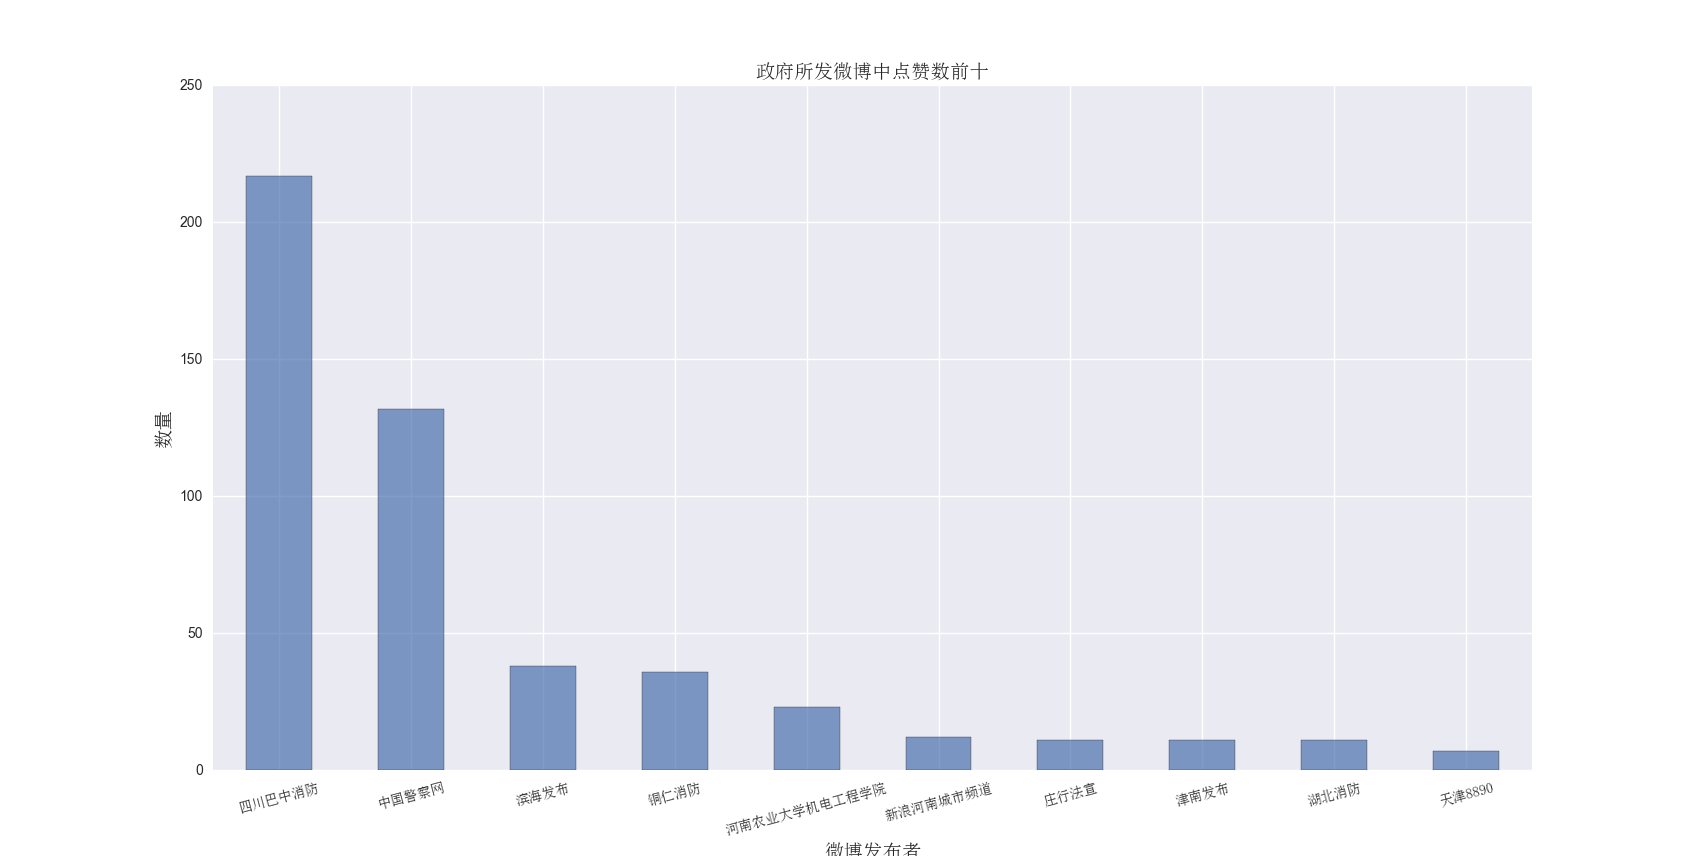 政府所发微博中点赞数前十
250
200
150
100
50
0
数量
四川巴中消防
中国警察网
滨海发布
铜仁消防
河南农业大学机电工程学院
新浪河南城市频道
庄行法宣
津南发布
湖北消防
天津8890
微博发布者